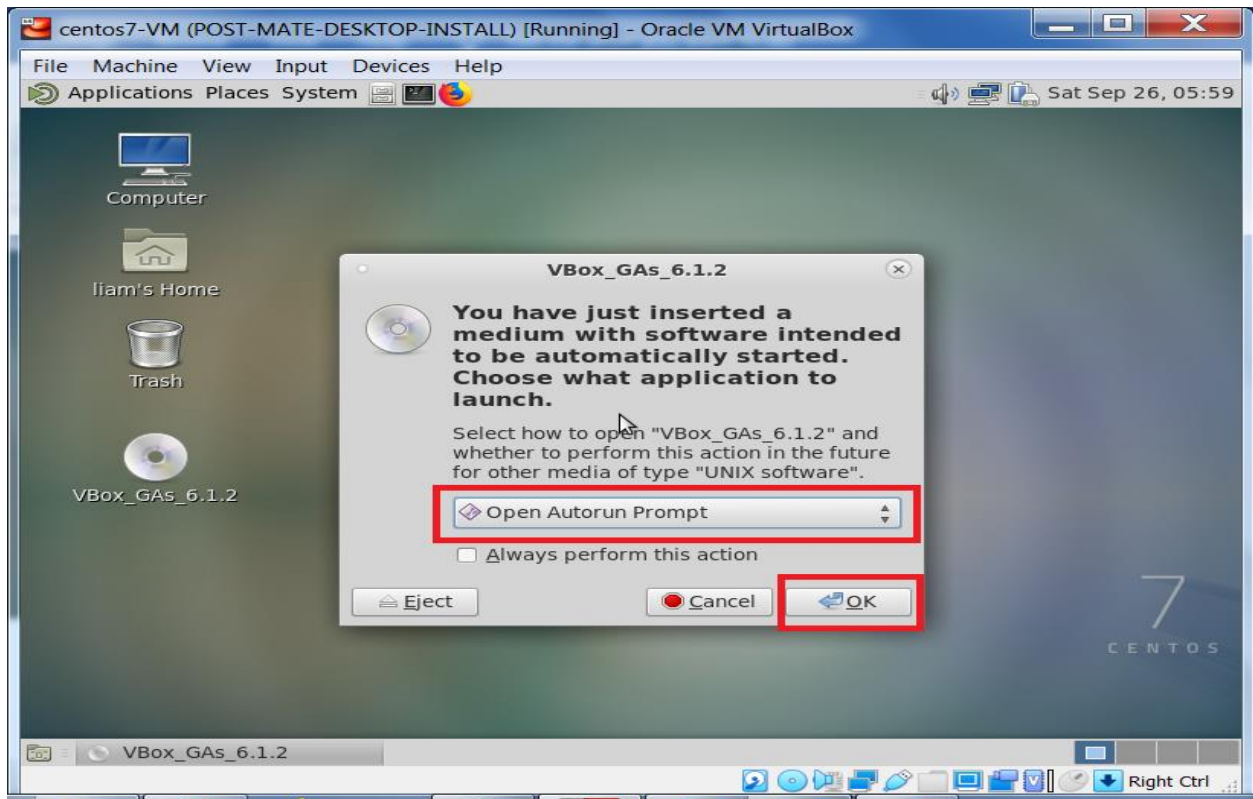 centos7-VM (POST-MATE-DESKTOP-INSTALL) [Running] - Oracle VM VirtualBox
File Machine View Input Devices Help
Applications Places System Sat Sep 26, 05:59
Computer
liam's Home
Trash
VBox_GAs_6.1.2
VBox_GAs_6.1.2
You have just inserted a
medium with software intended
to be automatically started.
Choose what application to
launch.
Select how to open "VBox_GAs_6.1.2" and
whether to perform this action in the future
for other media of type "UNIX software".
Open Autorun Prompt
Always perform this action
Eject Cancel OK
7
CENTOS
VBox_GAs_6.1.2
Right Ctrl